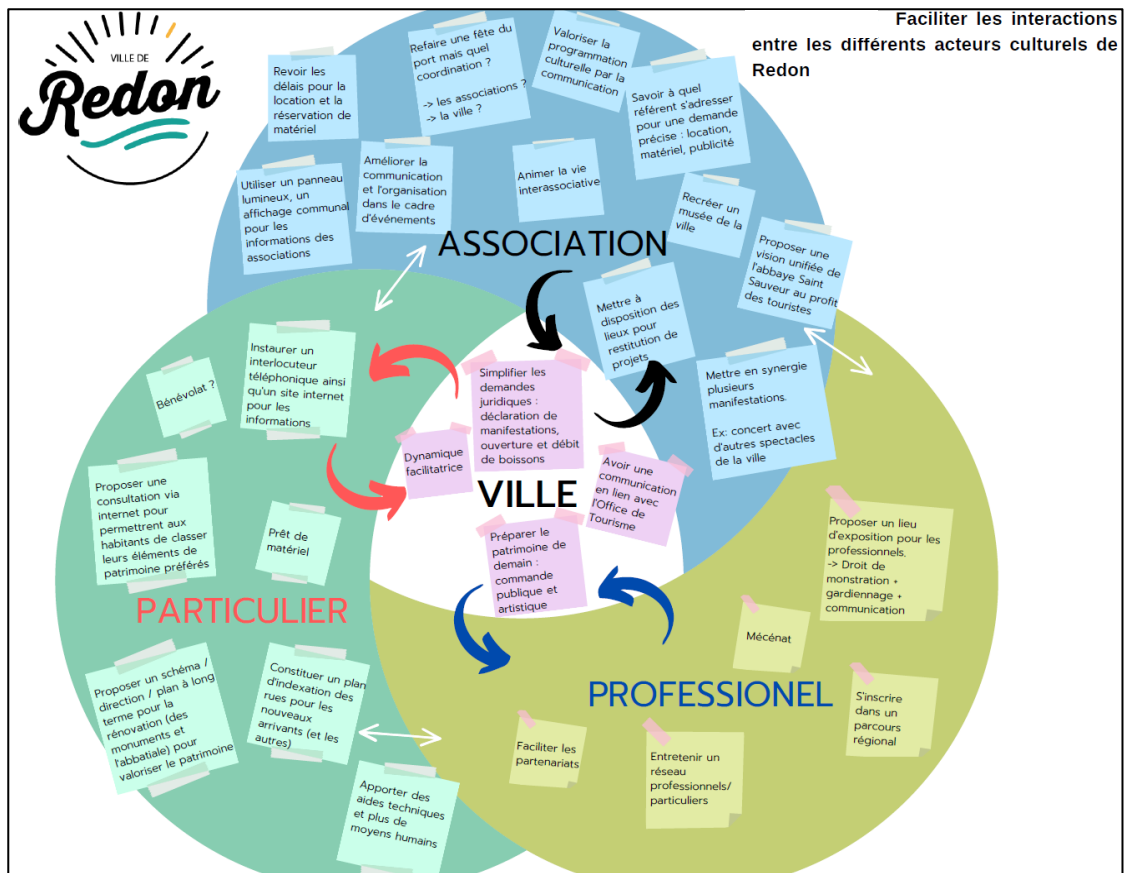 Faciliter les interactions
entre les différents acteurs culturels de
Redon
VILLE DE
Redon
Revoir les
délais pour la
location et la
réservation de
matériel
Refaire une fête du
port mais quel
coordination ?
-> les associations ?
-> la ville ?
Valoriser la
programmation
culturelle par la
communication
Savoir à quel
référent s'adresser
pour une demande
précise : location,
matériel, publicité
Utiliser un panneau
lumineux, un
affichage communal
pour les
informations des
associations
Améliorer la
communication
et l'organisation
dans le cadre
d'événements
Animer la vie
interassociative
Recréer un
musée de la
ville
Proposer une
vision unifiée de
l'abbaye Saint
Sauveur au profit
des touristes
ASSOCIATION
Mettre à
disposition des
lieux pour
restitution de
projets
Mettre en synergie
plusieurs
manifestations.
Ex: concert avec
d'autres spectacles
de la ville
Instaurer un
interlocuteur
téléphonique ainsi
qu'un site internet
pour les
informations
Bénévolat ?
Simplifier les
demandes
juridiques :
déclaration de
manifestations,
ouverture et débit
de boissons
Dynamique
facilitatrice
VILLE
Avoir une
communication
en lien avec
l'Office de
Tourisme
Préparer le
patrimoine de
demain :
commande
publique et
artistique
Proposer une
consultation via
internet pour
permettrent aux
habitants de classer
leurs éléments de
patrimoine préférés
Prêt de
matériel
PARTICULIER
Proposer un schéma /
direction / plan à long
terme pour la
rénovation (des
monuments et
l'abbatiale) pour
valoriser le patrimoine
Constituer un plan
d'indexation des
rues pour les
nouveaux
arrivants (et les
autres)
Apporter des
aides techniques
et plus de
moyens humains
Proposer un lieu
d'exposition pour les
professionnels.
-> Droit de
monstration +
gardiennage +
communication
Mécénat
PROFESSIONEL
S'inscrire
dans un
parcours
régional
Faciliter les
partenariats
Entretenir un
réseau
professionnels/
particuliers